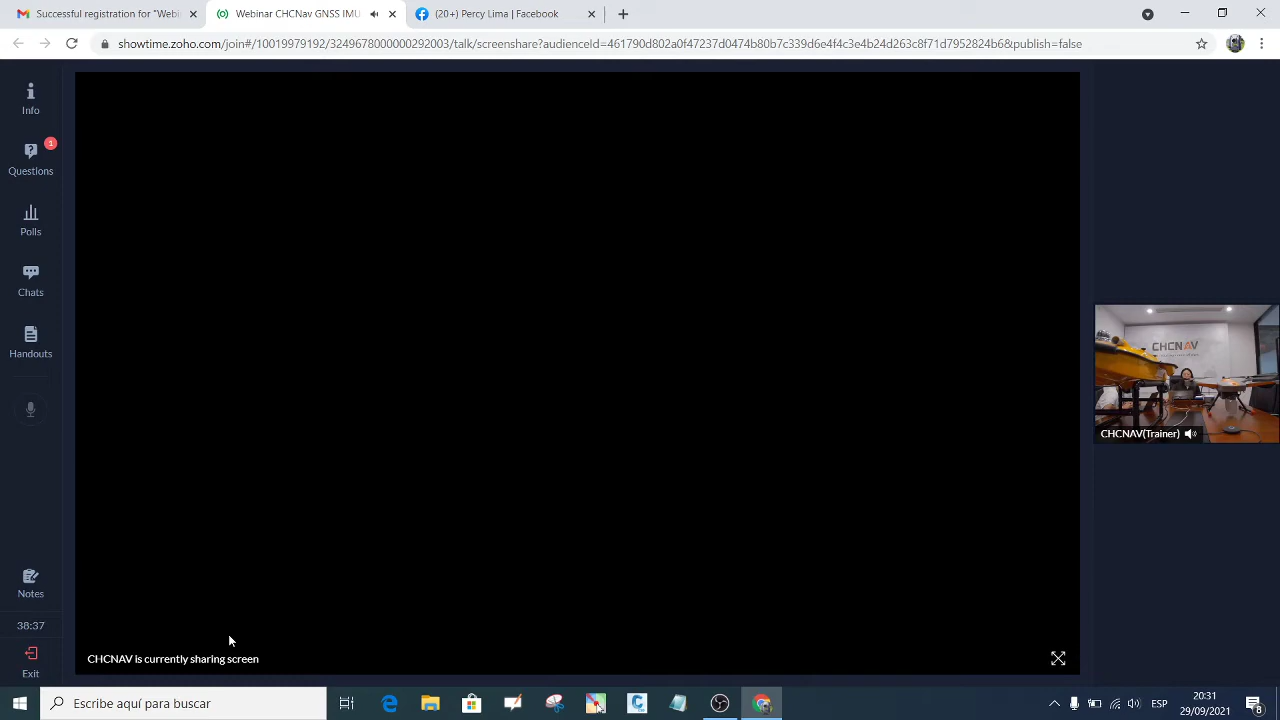 Successful registration for "Webi
Webinar CHCNav GNSS IMU
(20+) Percy Lima | Facebook
showtime.zoho.com/join#/10019979192/3249678000000292003/talk/screenshare?audienceId=461790d802a0f47237d0474b80b7c339d6e4f4c3e4b24d263c8f71d7952824b6&publish=false
Info
1
Questions
Polls
Chats
Handouts
CHCNAV
CHCNAV(Trainer)
Notes
38:37
CHCNAV is currently sharing screen
Exit
Escribe aquí para buscar
ESP
20:31
29/09/2021
6